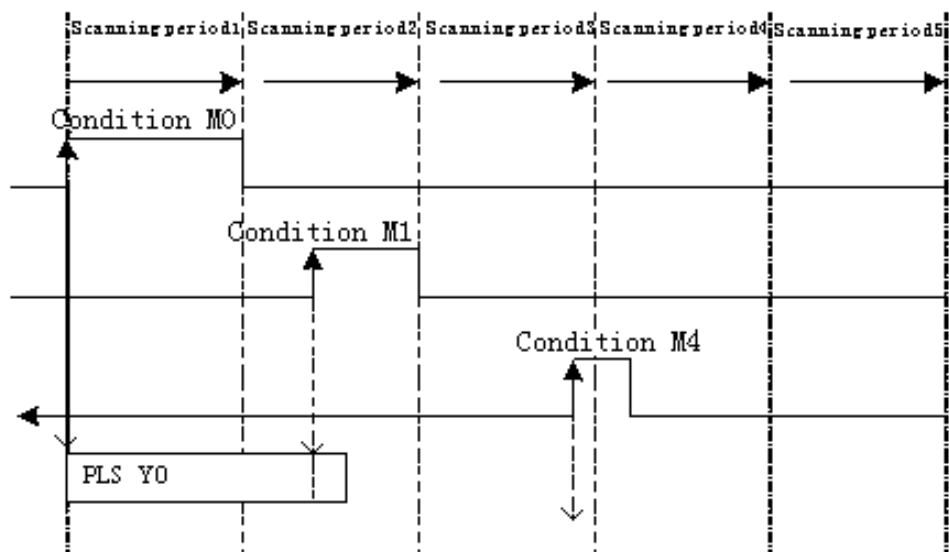 Scanning period1 Scanning period2 Scanning period3 Scanning period4 Scanning period5
Condition M0
Condition M1
Condition M4
PLS Y0